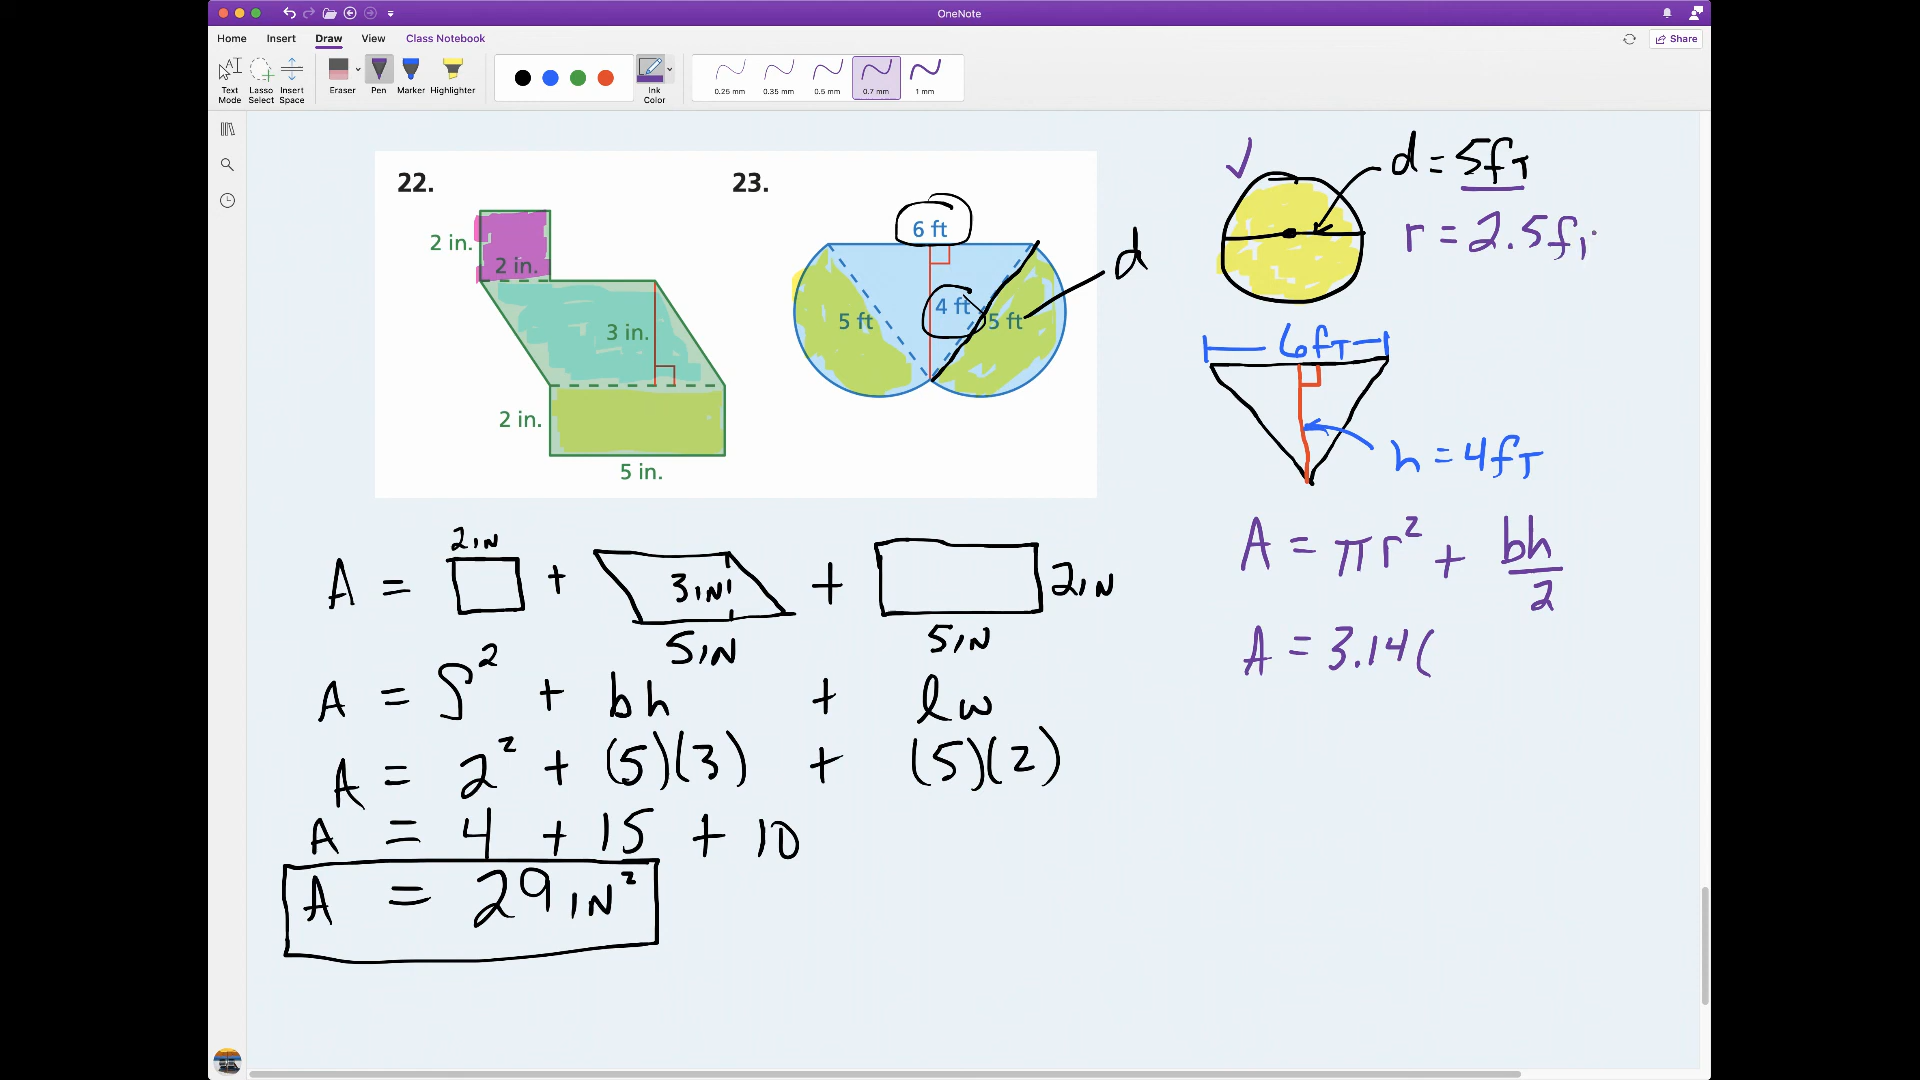 OneNote
Home Insert Draw View Class Notebook
Share
Text Mode
Lasso Select
Insert Space
Eraser
Pen
Marker
Highlighter
Ink Color
0.25 mm
0.35 mm
0.5 mm
0.7 mm
1 mm
22.
2 in.
2 in.
3 in.
2 in.
5 in.
23.
6 ft
4 ft
5 ft
5 ft
d
d = 5fT
r = 2.5f
6fT
h = 4fT
A = πr² + bh/2
A = 3.14(
2IN
A = + 3IN + 2IN
5IN 5IN
A = S² + bh + lw
A = 2² + (5)(3) + (5)(2)
A = 4 + 15 + 10
A = 29 IN²